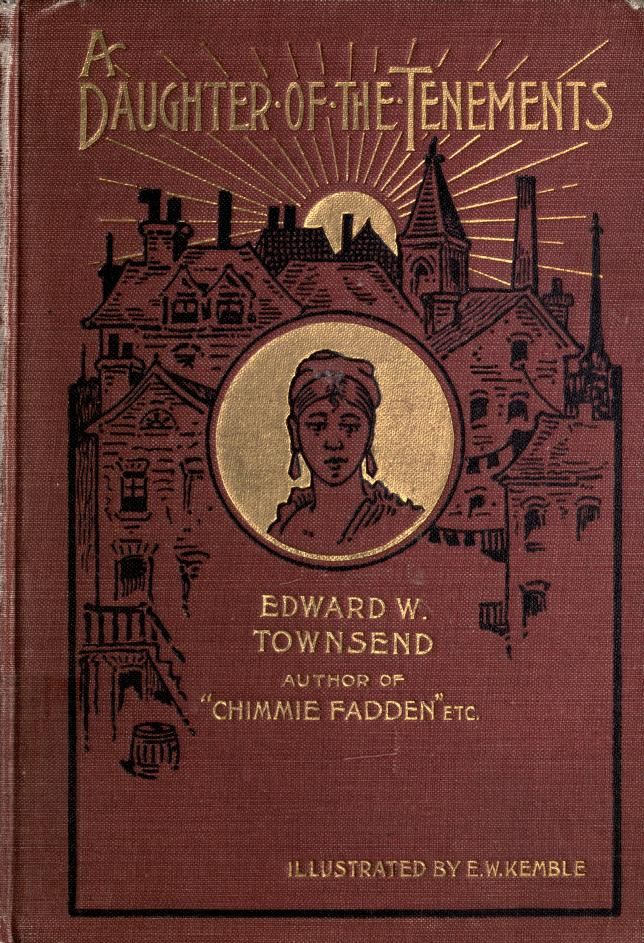 A
DAUGHTER·OF·THE·TENEMENTS
EDWARD W.
TOWNSEND
AUTHOR OF
"CHIMMIE FADDEN" ETC.
ILLUSTRATED BY E.W. KEMBLE